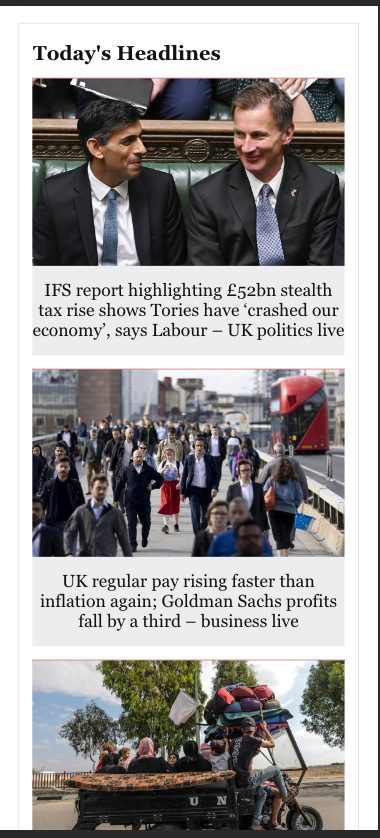 Today's Headlines
IFS report highlighting £52bn stealth
tax rise shows Tories have ‘crashed our
economy’, says Labour – UK politics live
UK regular pay rising faster than
inflation again; Goldman Sachs profits
fall by a third – business live
U N